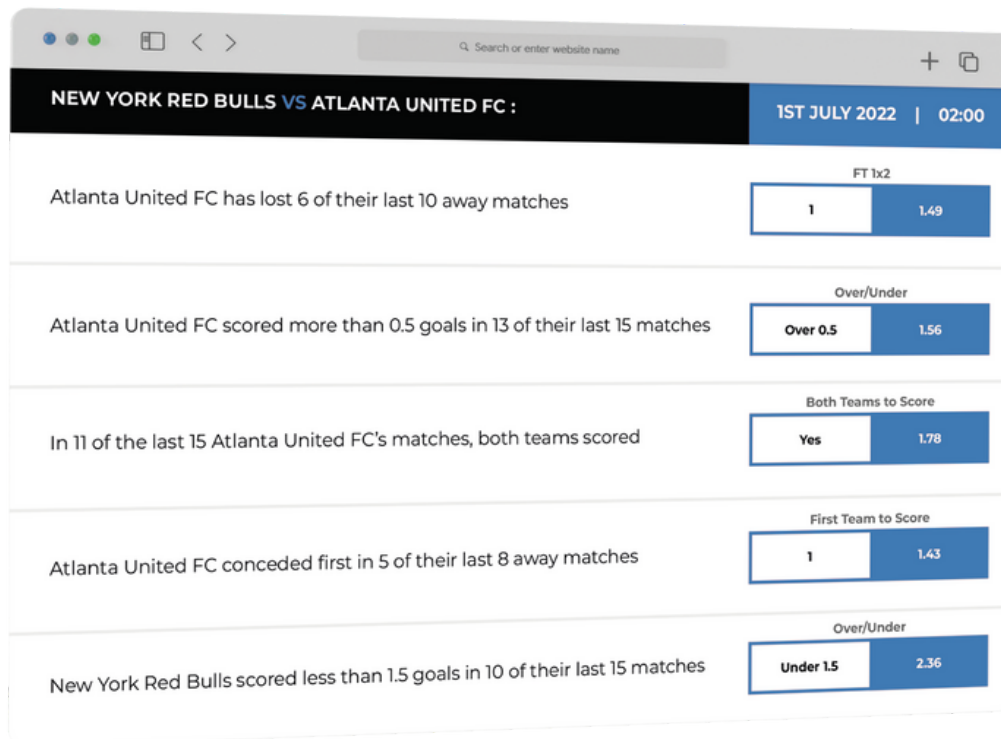 Search or enter website name
NEW YORK RED BULLS VS ATLANTA UNITED FC :
1ST JULY 2022 | 02:00
Atlanta United FC has lost 6 of their last 10 away matches
FT 1x2
1 1.49
Atlanta United FC scored more than 0.5 goals in 13 of their last 15 matches
Over/Under
Over 0.5 1.56
In 11 of the last 15 Atlanta United FC's matches, both teams scored
Both Teams to Score
Yes 1.78
Atlanta United FC conceded first in 5 of their last 8 away matches
First Team to Score
1 1.43
New York Red Bulls scored less than 1.5 goals in 10 of their last 15 matches
Over/Under
Under 1.5 2.36